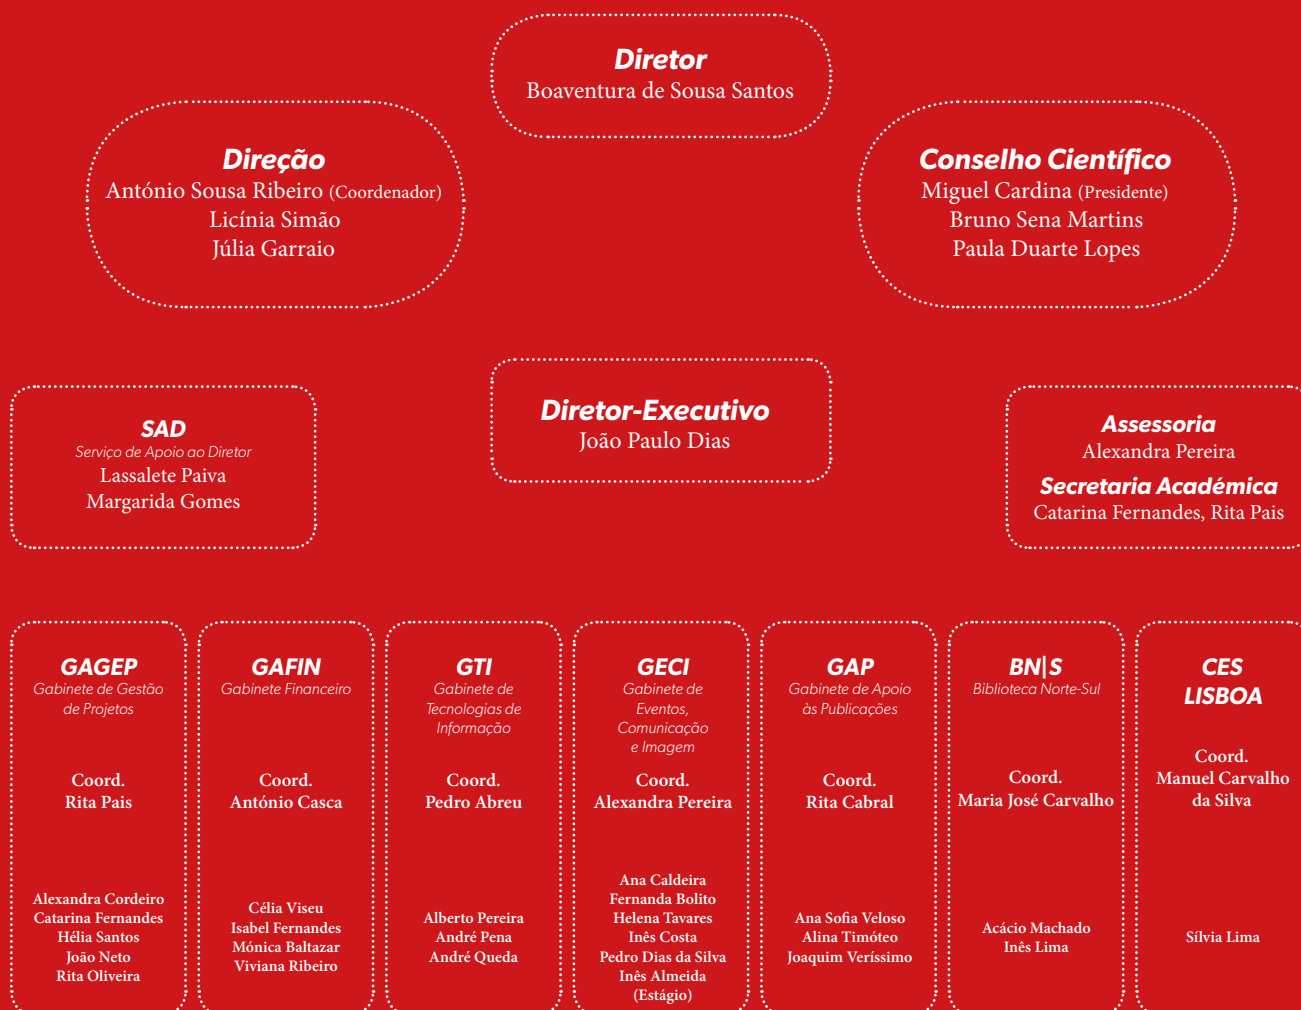 Diretor
Boaventura de Sousa Santos
Direção
António Sousa Ribeiro (Coordenador)
Licínia Simão
Júlia Garraio
Conselho Científico
Miguel Cardina (Presidente)
Bruno Sena Martins
Paula Duarte Lopes
SAD
Serviço de Apoio ao Diretor
Lassalete Paiva
Margarida Gomes
Diretor-Executivo
João Paulo Dias
Assessoria
Alexandra Pereira
Secretaria Académica
Catarina Fernandes, Rita Pais
GAGEP
Gabinete de Gestão
de Projetos
Coord.
Rita Pais
Alexandra Cordeiro
Catarina Fernandes
Hélia Santos
João Neto
Rita Oliveira
GAFIN
Gabinete Financeiro
Coord.
António Casca
Célia Viseu
Isabel Fernandes
Mónica Baltazar
Viviana Ribeiro
GTI
Gabinete de
Tecnologias de
Informação
Coord.
Pedro Abreu
Alberto Pereira
André Pena
André Queda
GECI
Gabinete de
Eventos,
Comunicação
e Imagem
Coord.
Alexandra Pereira
Ana Caldeira
Fernanda Bolito
Helena Tavares
Inês Costa
Pedro Dias da Silva
Inês Almeida
(Estágio)
GAP
Gabinete de Apoio
às Publicações
Coord.
Rita Cabral
Ana Sofia Veloso
Alina Timóteo
Joaquim Veríssimo
BN|S
Biblioteca Norte-Sul
Coord.
Maria José Carvalho
Acácio Machado
Inês Lima
CES
LISBOA
Coord.
Manuel Carvalho
da Silva
Sílvia Lima